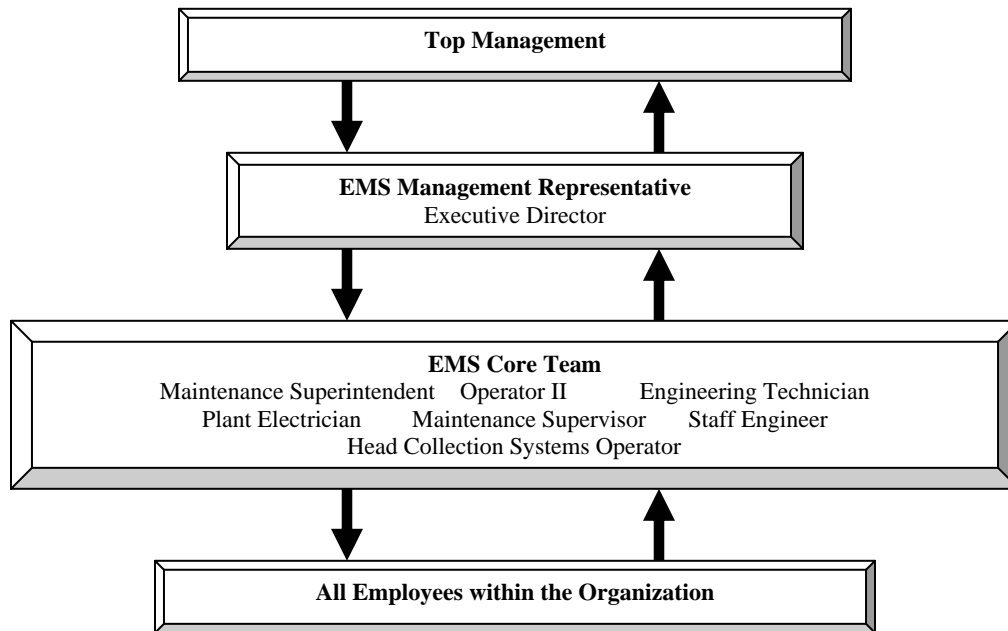 Top Management
EMS Management Representative
Executive Director
EMS Core Team
Maintenance Superintendent Operator II Engineering Technician
Plant Electrician Maintenance Supervisor Staff Engineer
Head Collection Systems Operator
All Employees within the Organization